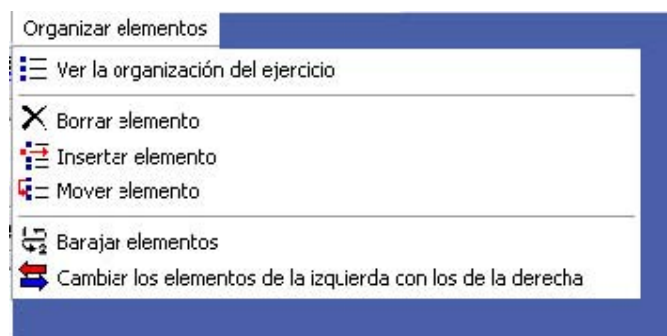 Organizar elementos
Ver la organización del ejercicio
Borrar elemento
Insertar elemento
Mover elemento
Barajar elementos
Cambiar los elementos de la izquierda con los de la derecha